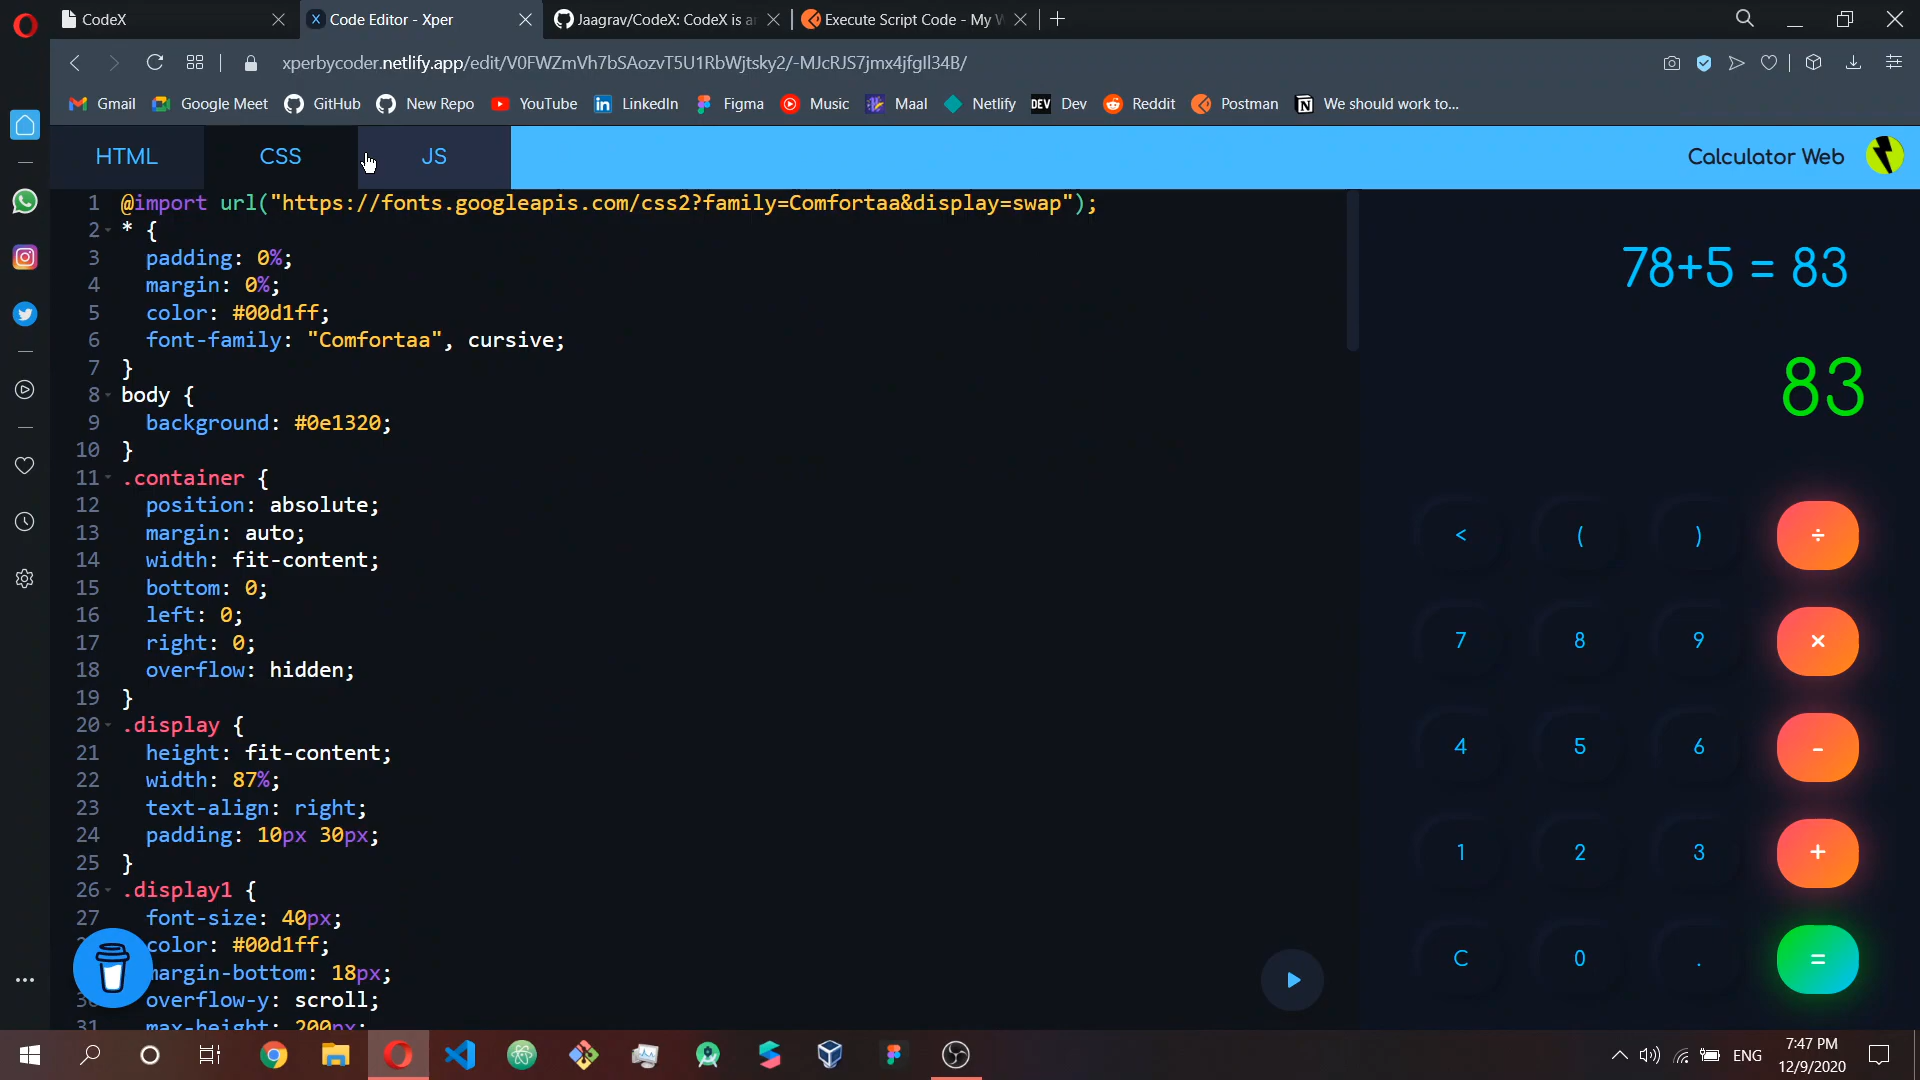 CodeX
Code Editor - Xper
Jaagrav/CodeX: CodeX is a
Execute Script Code - My W
xperbycoder.netlify.app/edit/V0FWZmVh7bSAozvT5U1RbWjtsky2/-MJcRJS7jmx4jfgIl34B/
Gmail
Google Meet
GitHub
New Repo
YouTube
LinkedIn
Figma
Music
Maal
Netlify
DEV Dev
Reddit
Postman
We should work to...
HTML
CSS
JS
Calculator Web
1 @import url("https://fonts.googleapis.com/css2?family=Comfortaa&display=swap");
2 * {
3 padding: 0%;
4 margin: 0%;
5 color: #00d1ff;
6 font-family: "Comfortaa", cursive;
7 }
8 body {
9 background: #0e1320;
10 }
11 .container {
12 position: absolute;
13 margin: auto;
14 width: fit-content;
15 bottom: 0;
16 left: 0;
17 right: 0;
18 overflow: hidden;
19 }
20 .display {
21 height: fit-content;
22 width: 87%;
23 text-align: right;
24 padding: 10px 30px;
25 }
26 .display1 {
27 font-size: 40px;
color: #00d1ff;
margin-bottom: 18px;
overflow-y: scroll;
31 max-height: 200px;
78+5 = 83
83
< ( ) ÷
7 8 9 ×
4 5 6 -
1 2 3 +
C 0 . =
ENG
7:47 PM
12/9/2020